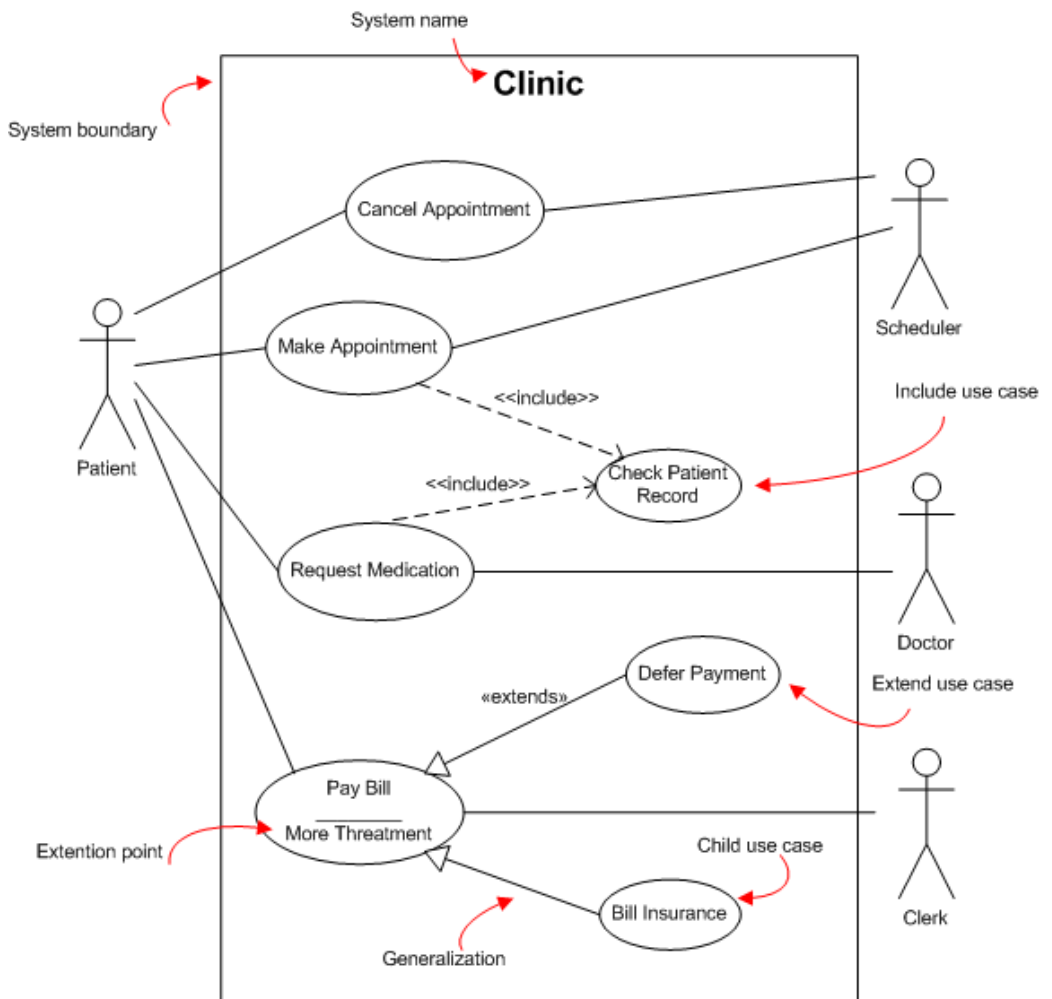 System name
Clinic
System boundary
Cancel Appointment
Scheduler
Make Appointment
<<include>>
Include use case
Patient
Check Patient
Record
<<include>>
Request Medication
Doctor
Defer Payment
Extend use case
«extends»
Pay Bill
More Threatment
Extention point
Child use case
Bill Insurance
Clerk
Generalization